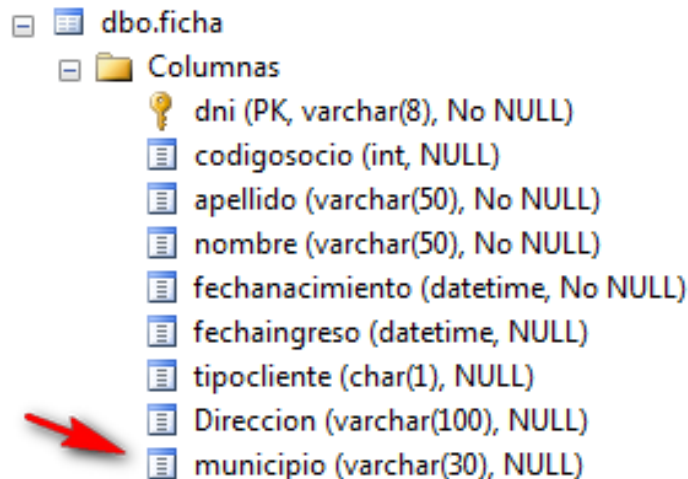 dbo.ficha
Columnas
dni (PK, varchar(8), No NULL)
codigosocio (int, NULL)
apellido (varchar(50), No NULL)
nombre (varchar(50), No NULL)
fechanacimiento (datetime, No NULL)
fechaingreso (datetime, NULL)
tipocliente (char(1), NULL)
Direccion (varchar(100), NULL)
municipio (varchar(30), NULL)